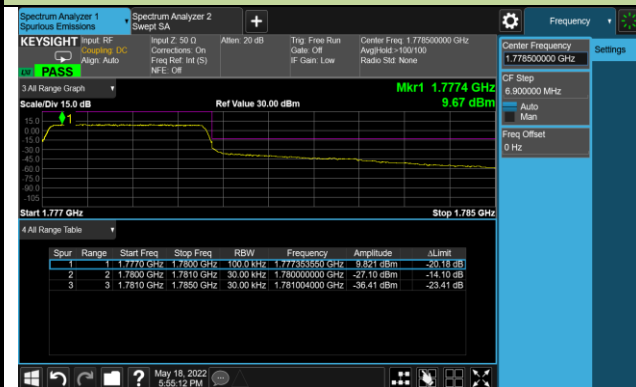 Spectrum Analyzer 1
Spurious Emissions
Spectrum Analyzer 2
Swept SA
Frequency
KEYSIGHT
Input: RF
Coupling: DC
Align: Auto
Input Z: 50 Ω
Corrections: On
Freq Ref: Int (S)
NFE: Off
Atten: 20 dB
Trig: Free Run
Gate: Off
IF Gain: Low
Center Freq: 1.778500000 GHz
Avg|Hold:>100/100
Radio Std: None
PASS
Center Frequency
1.778500000 GHz
Settings
CF Step
6.900000 MHz
Auto
Man
Freq Offset
0 Hz
3 All Range Graph
Mkr1 1.7774 GHz
Scale/Div 15.0 dB
Ref Value 30.00 dBm
9.67 dBm
1
15.0
0.00
-15.0
-30.0
-45.0
-60.0
-75.0
-90.0
-105
Start 1.777 GHz
Stop 1.785 GHz
4 All Range Table
Spur Range Start Freq Stop Freq RBW Frequency Amplitude ΔLimit
1 1 1.7770 GHz 1.7800 GHz 100.0 kHz 1.777353550 GHz 9.821 dBm -20.18 dB
2 2 1.7800 GHz 1.7810 GHz 30.00 kHz 1.780000000 GHz -27.10 dBm -14.10 dB
3 3 1.7810 GHz 1.7850 GHz 30.00 kHz 1.781004000 GHz -36.41 dBm -23.41 dB
May 18, 2022
5:55:12 PM